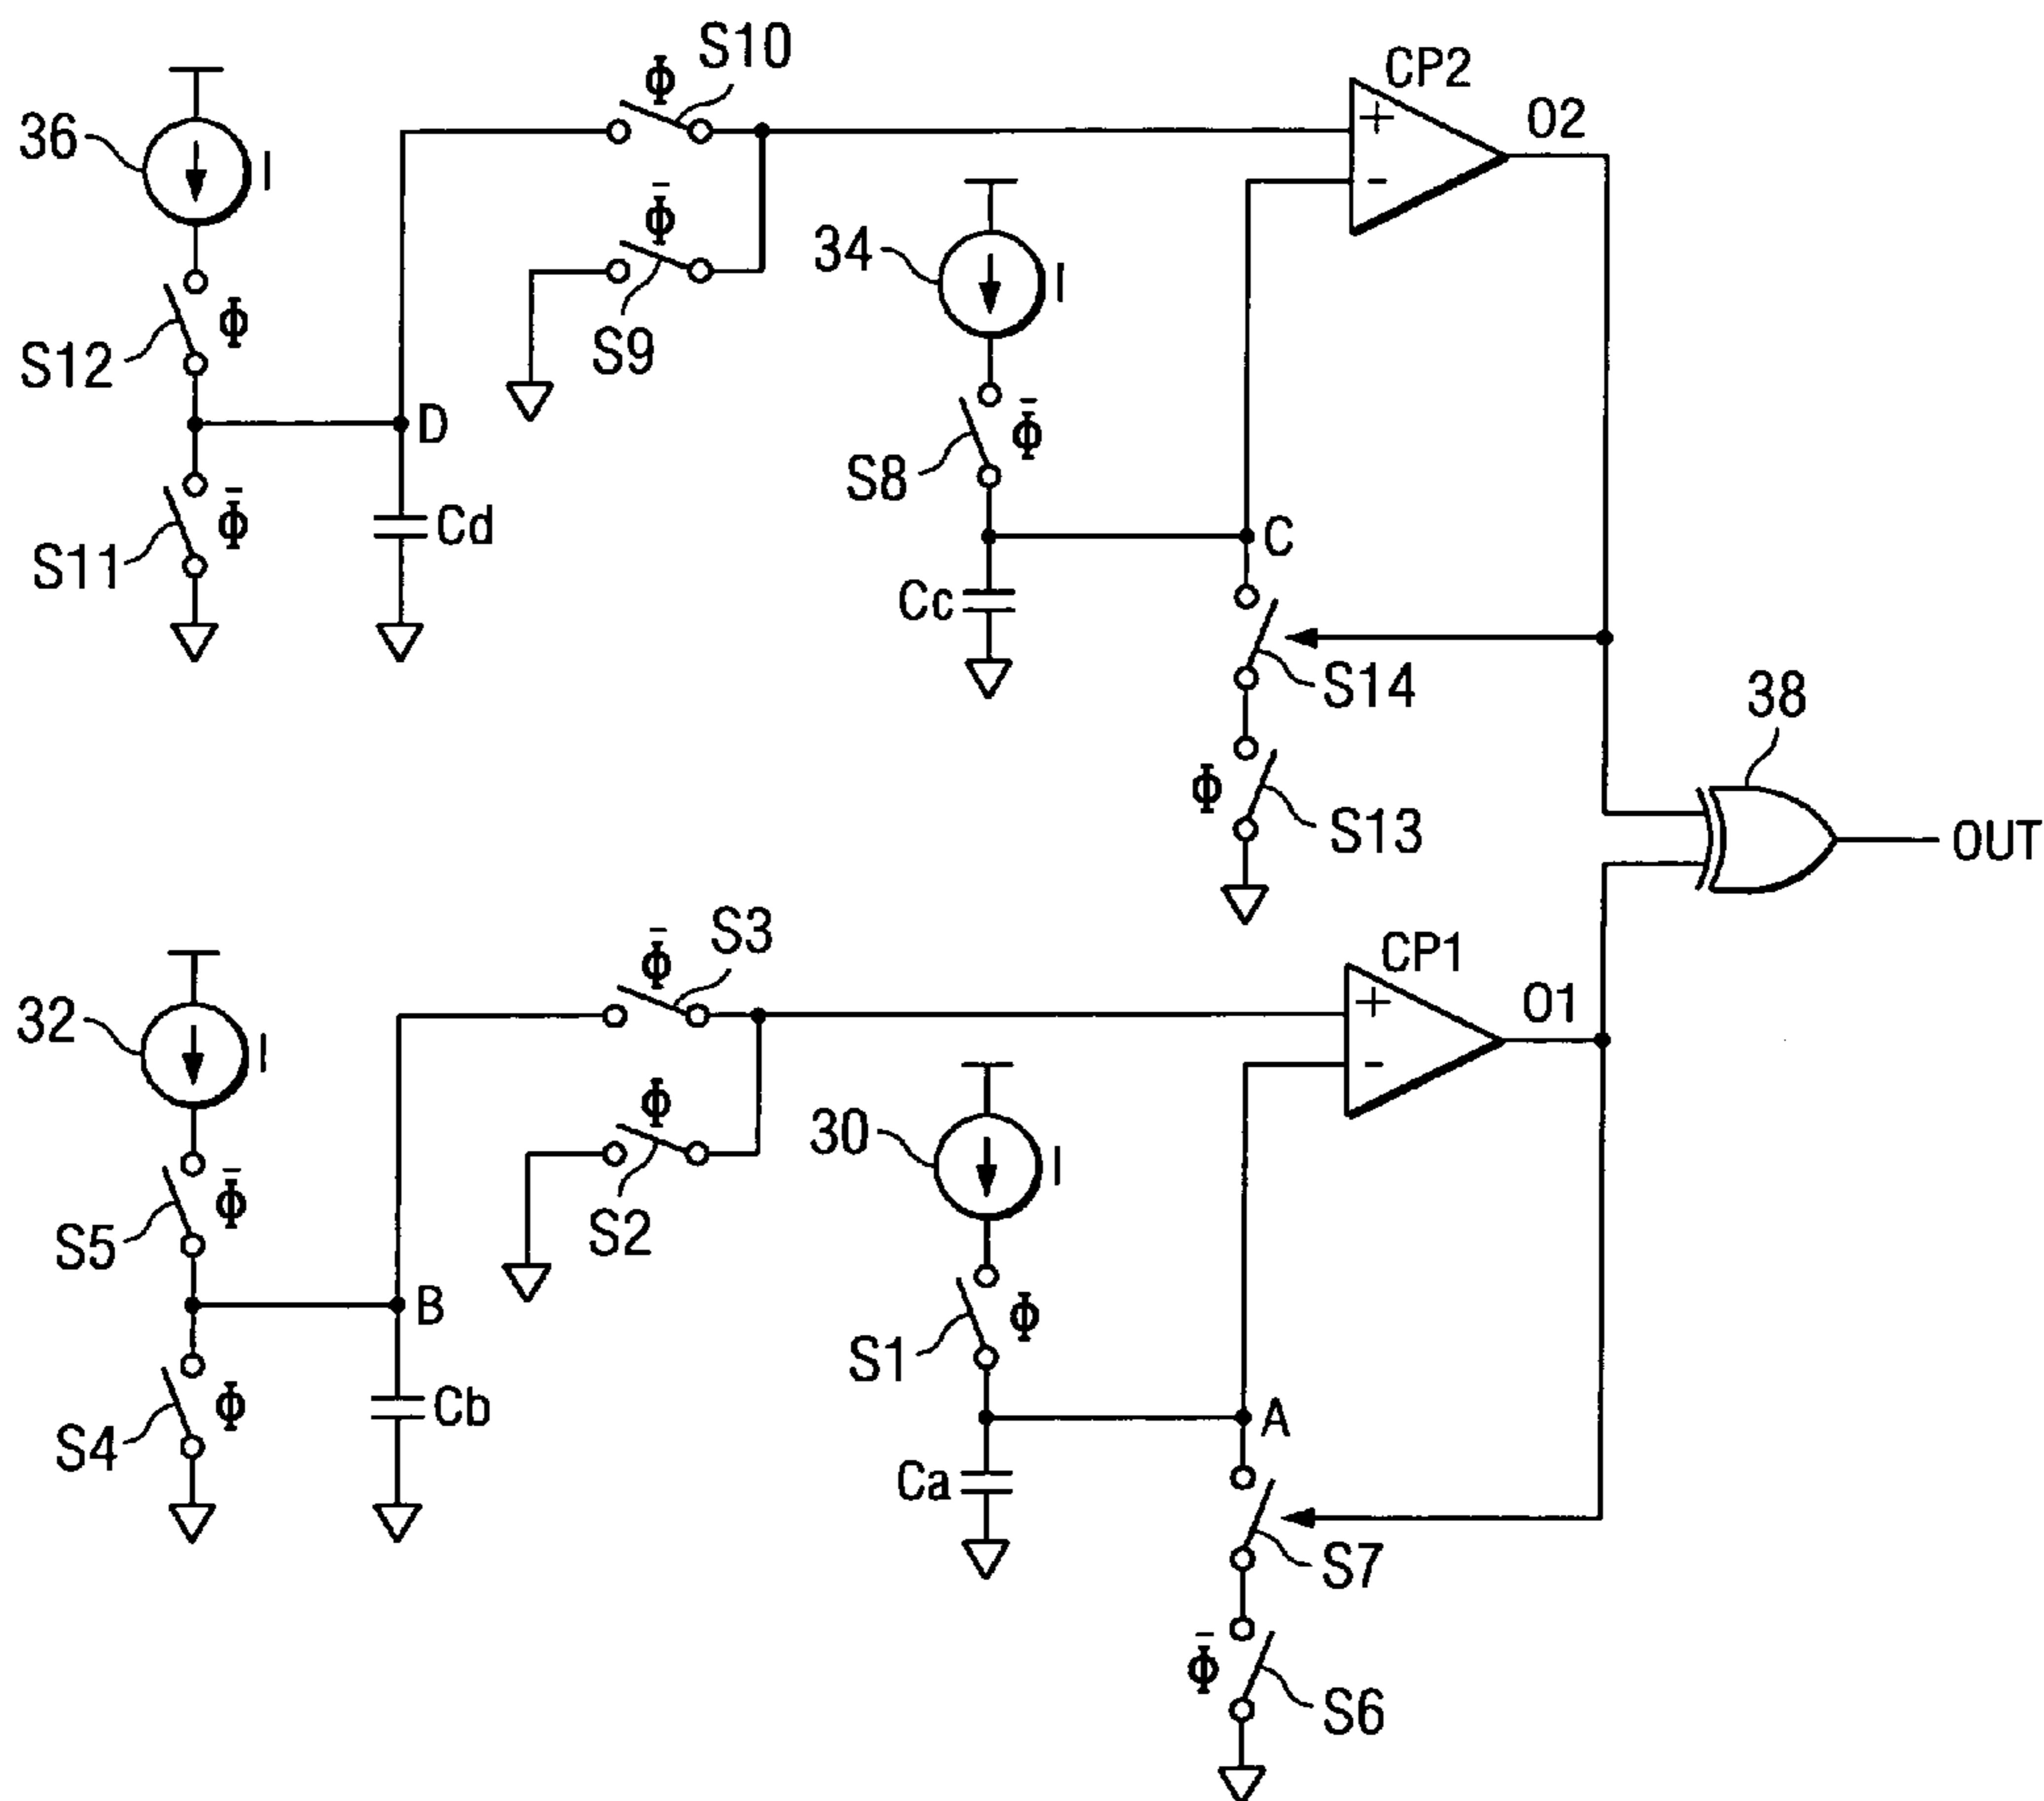 S10
Φ
CP2
36
I
O2
+
-
Φ̄
34
I
S12
Φ
S9
D
S8
Φ̄
38
S11
Φ̄
Cd
C
Cc
S14
Φ
S13
OUT
S3
Φ̄
CP1
32
I
O1
+
-
Φ
30
I
S5
Φ̄
S2
B
S1
Φ
S4
Φ
Cb
A
Ca
S7
Φ̄
S6